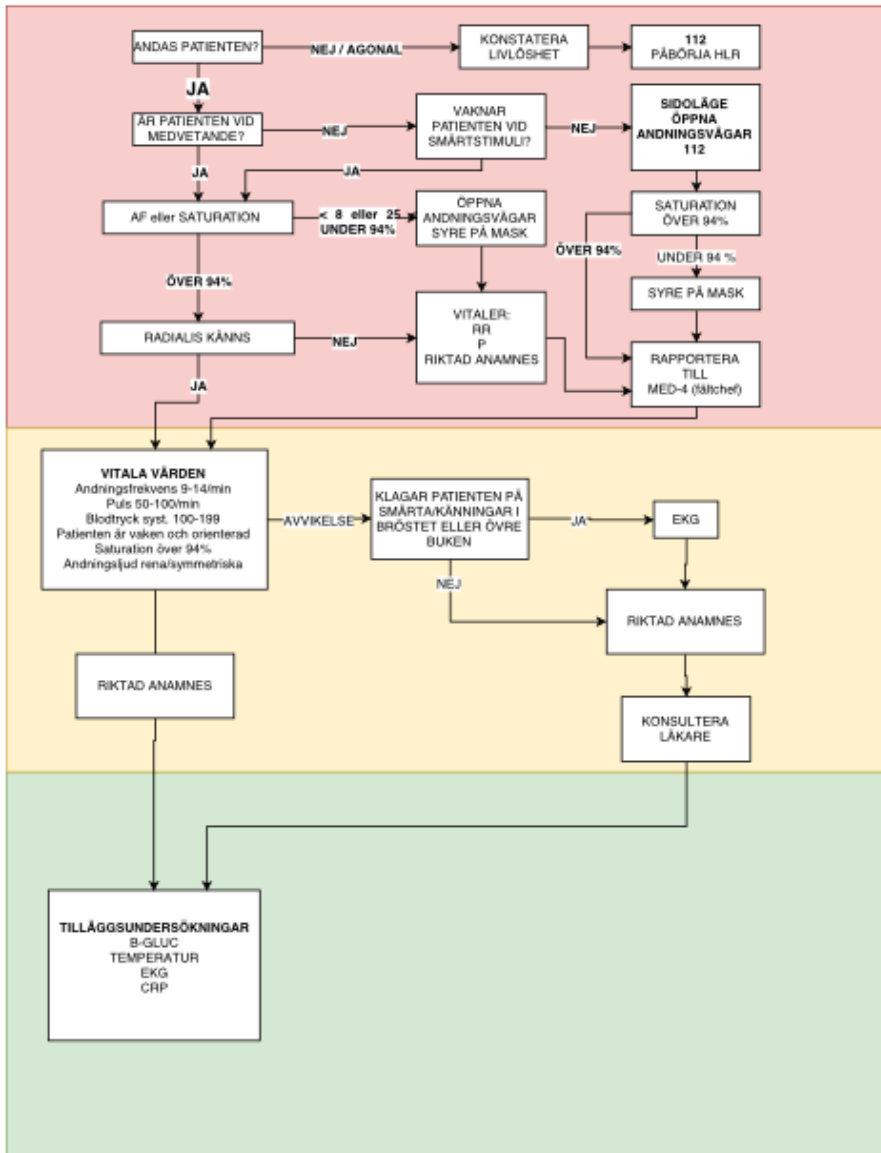 ANDAS PATIENTEN?
NEJ / AGONAL
KONSTATERA
LIVLÖSHET
112
PÅBÖRJA HLR
JA
ÄR PATIENTEN VID
MEDVETANDE?
NEJ
VAKNAR
PATIENTEN VID
SMÄRTSTIMULI?
NEJ
SIDOLÄGE
ÖPPNA
ANDNINGSVÄGAR
112
JA
JA
AF eller SATURATION
< 8 eller 25
UNDER 94%
ÖPPNA
ANDNINGSVÄGAR
SYRE PÅ MASK
SATURATION
ÖVER 94%
ÖVER 94%
UNDER 94 %
ÖVER 94%
SYRE PÅ MASK
RADIALIS KÄNNS
NEJ
VITALER:
RR
P
RIKTAD ANAMNES
RAPPORTERA
TILL
MED-4 (fältchef)
JA
VITALA VÄRDEN
Andningsfrekvens 9-14/min
Puls 50-100/min
Blodtryck syst. 100-199
Patienten är vaken och orienterad
Saturation över 94%
Andningsljud rena/symmetriska
AVVIKELSE
KLAGAR PATIENTEN PÅ
SMÄRTA/KÄNNINGAR I
BRÖSTET ELLER ÖVRE
BUKEN
JA
EKG
NEJ
RIKTAD ANAMNES
RIKTAD ANAMNES
KONSULTERA
LÄKARE
TILLÄGGSUNDERSÖKNINGAR
B-GLUC
TEMPERATUR
EKG
CRP